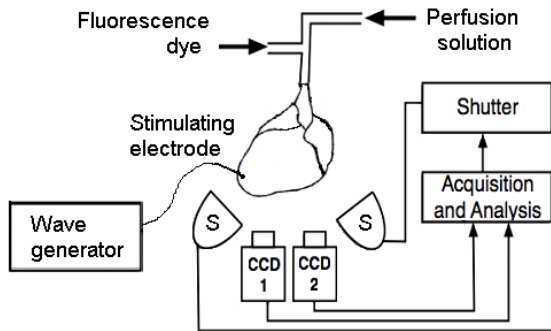 Fluorescence
dye
Perfusion
solution
Stimulating
electrode
Shutter
Acquisition
and Analysis
Wave
generator
S
S
CCD
1
CCD
2